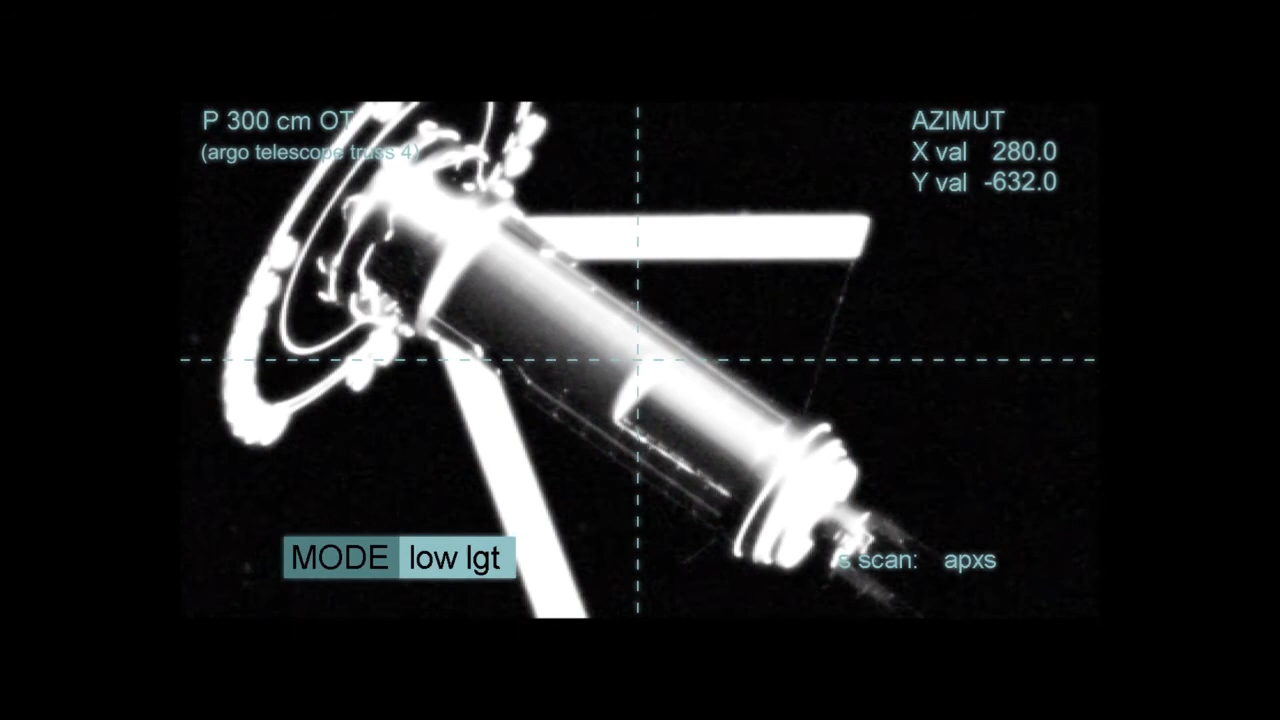 P 300 cm OT
(argo telescope truss 4)
AZIMUT
X val 280.0
Y val -632.0
MODE low lgt
s scan: apxs